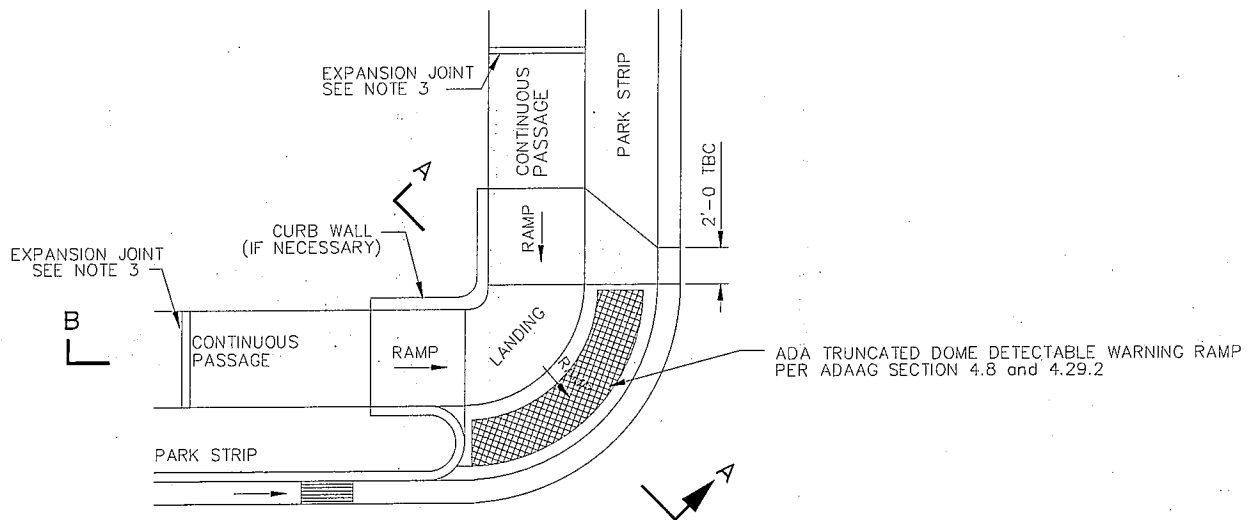 EXPANSION JOINT
SEE NOTE 3
CONTINUOUS
PASSAGE
PARK STRIP
A
2'-0 TBC
CURB WALL
(IF NECESSARY)
RAMP
EXPANSION JOINT
SEE NOTE 3
B
CONTINUOUS
PASSAGE
RAMP
LANDING
ADA TRUNCATED DOME DETECTABLE WARNING RAMP
PER ADAAG SECTION 4.8 and 4.29.2
PARK STRIP
A